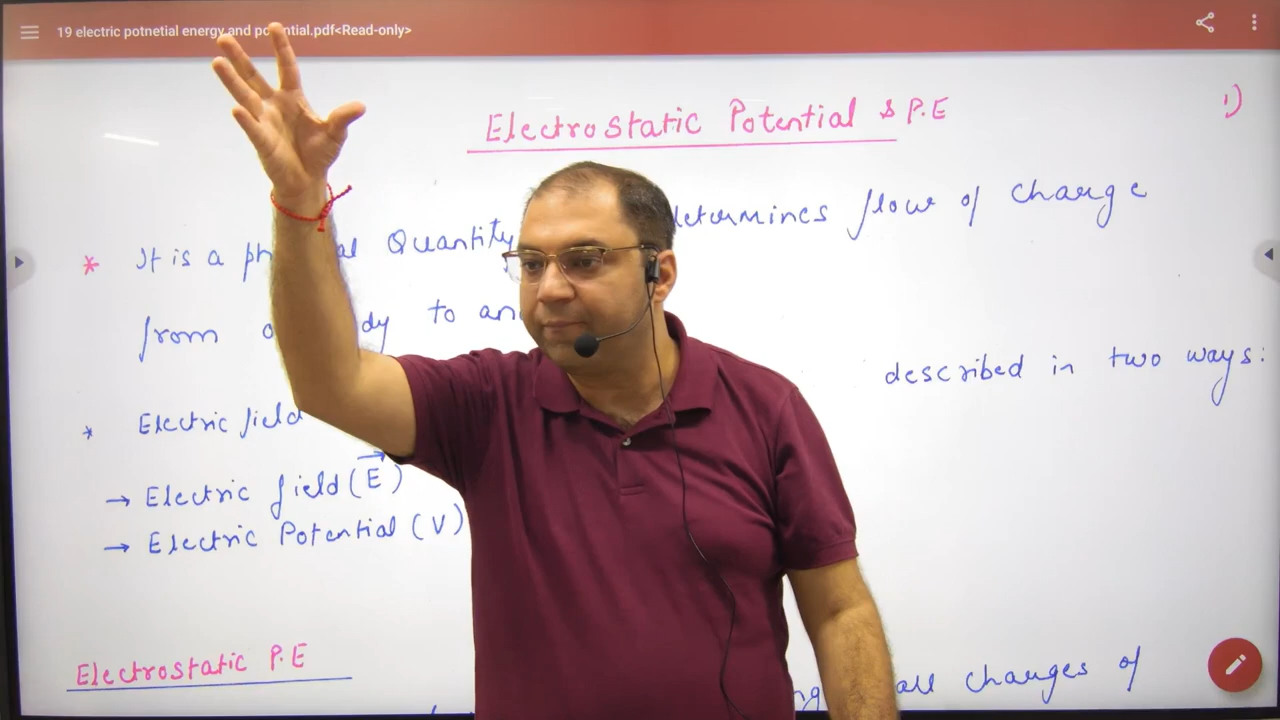 19 electric potnetial energy and potential.pdf<Read-only>
Electrostatic Potential & P.E
1)
* It is a Quantity determines flow of charge
from to
described in two ways:
* Electric field
→ Electric field (E⃗)
→ Electric Potential (V)
Electrostatic P.E
all charges of